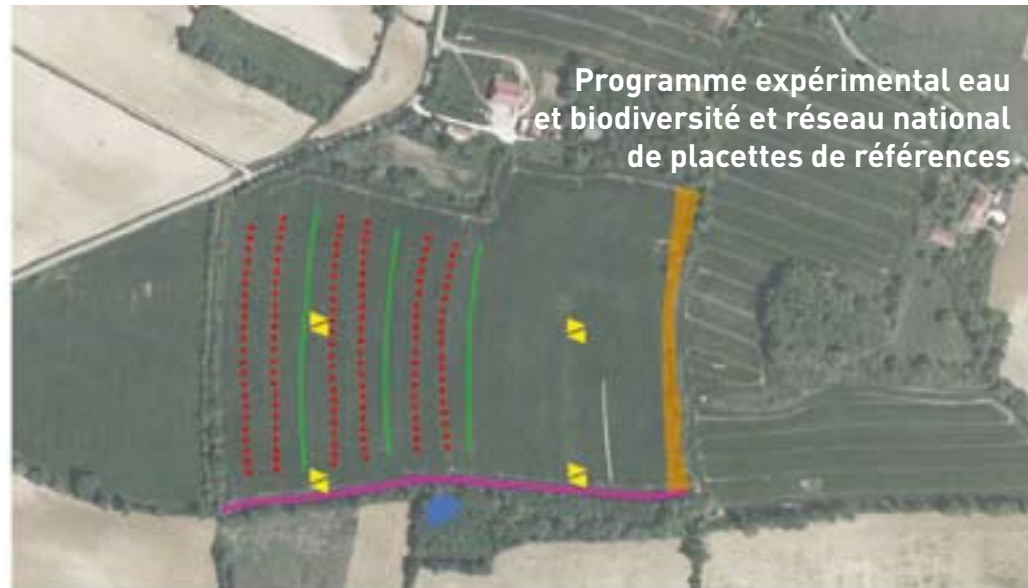 Programme expérimental eau
et biodiversité et réseau national
de placettes de références